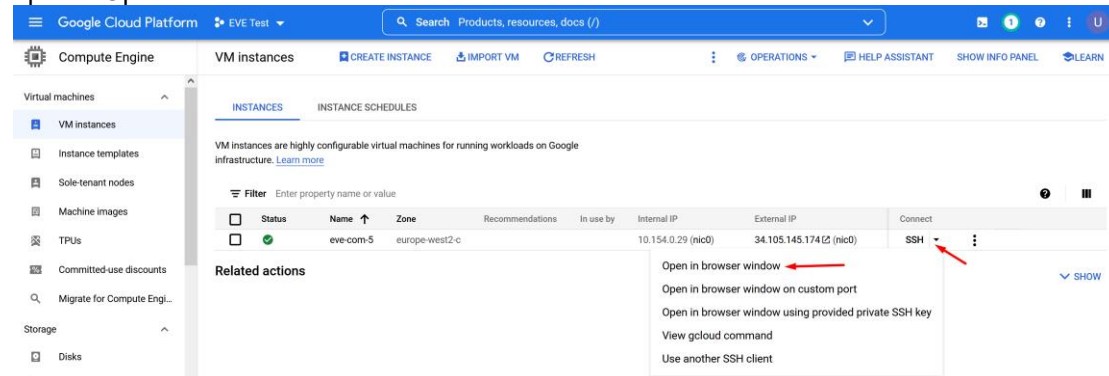 Google Cloud Platform EVE Test Search Products, resources, docs (/) 1 U
Compute Engine VM instances CREATE INSTANCE IMPORT VM REFRESH OPERATIONS HELP ASSISTANT SHOW INFO PANEL LEARN
Virtual machines
INSTANCES INSTANCE SCHEDULES
VM instances
VM instances are highly configurable virtual machines for running workloads on Google
infrastructure. Learn more
Instance templates
Sole-tenant nodes
Filter Enter property name or value
Machine images
Status Name Zone Recommendations In use by Internal IP External IP Connect
TPUs
eve-com-5 europe-west2-c 10.154.0.29 (nic0) 34.105.145.174 (nic0) SSH
Committed-use discounts
Related actions
SHOW
Migrate for Compute Engi...
Storage
Disks
Open in browser window
Open in browser window on custom port
Open in browser window using provided private SSH key
View gcloud command
Use another SSH client